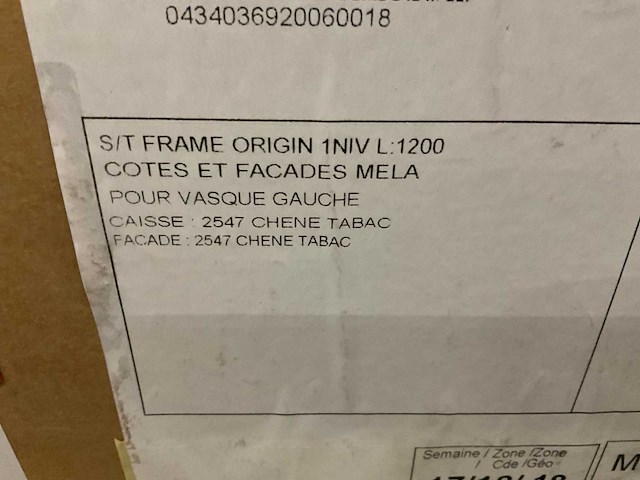 0434036920060018
S/T FRAME ORIGIN 1NIV L:1200
COTES ET FACADES MELA
POUR VASQUE GAUCHE
CAISSE : 2547 CHENE TABAC
FACADE : 2547 CHENE TABAC
Semaine / Zone /Zone
/ Cde /Géo
M